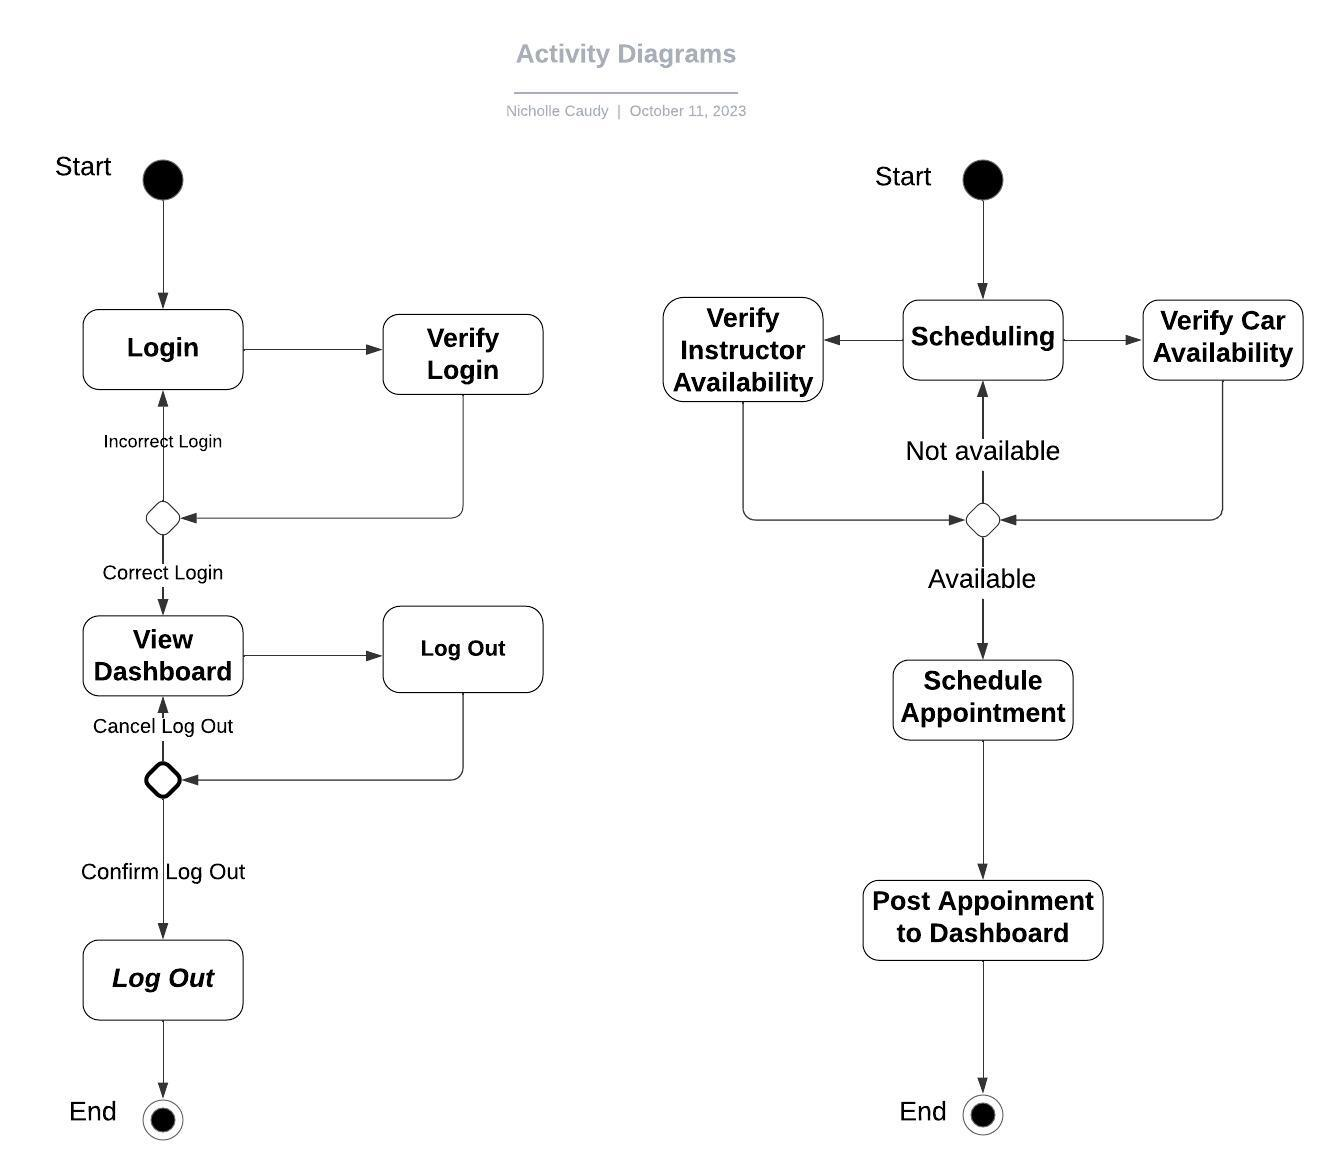 Activity Diagrams
Nicholle Caudy | October 11, 2023
Start
Login
Verify
Login
Incorrect Login
Correct Login
View
Dashboard
Log Out
Cancel Log Out
Confirm Log Out
Log Out
End
Start
Verify
Instructor
Availability
Scheduling
Verify Car
Availability
Not available
Available
Schedule
Appointment
Post Appoinment
to Dashboard
End